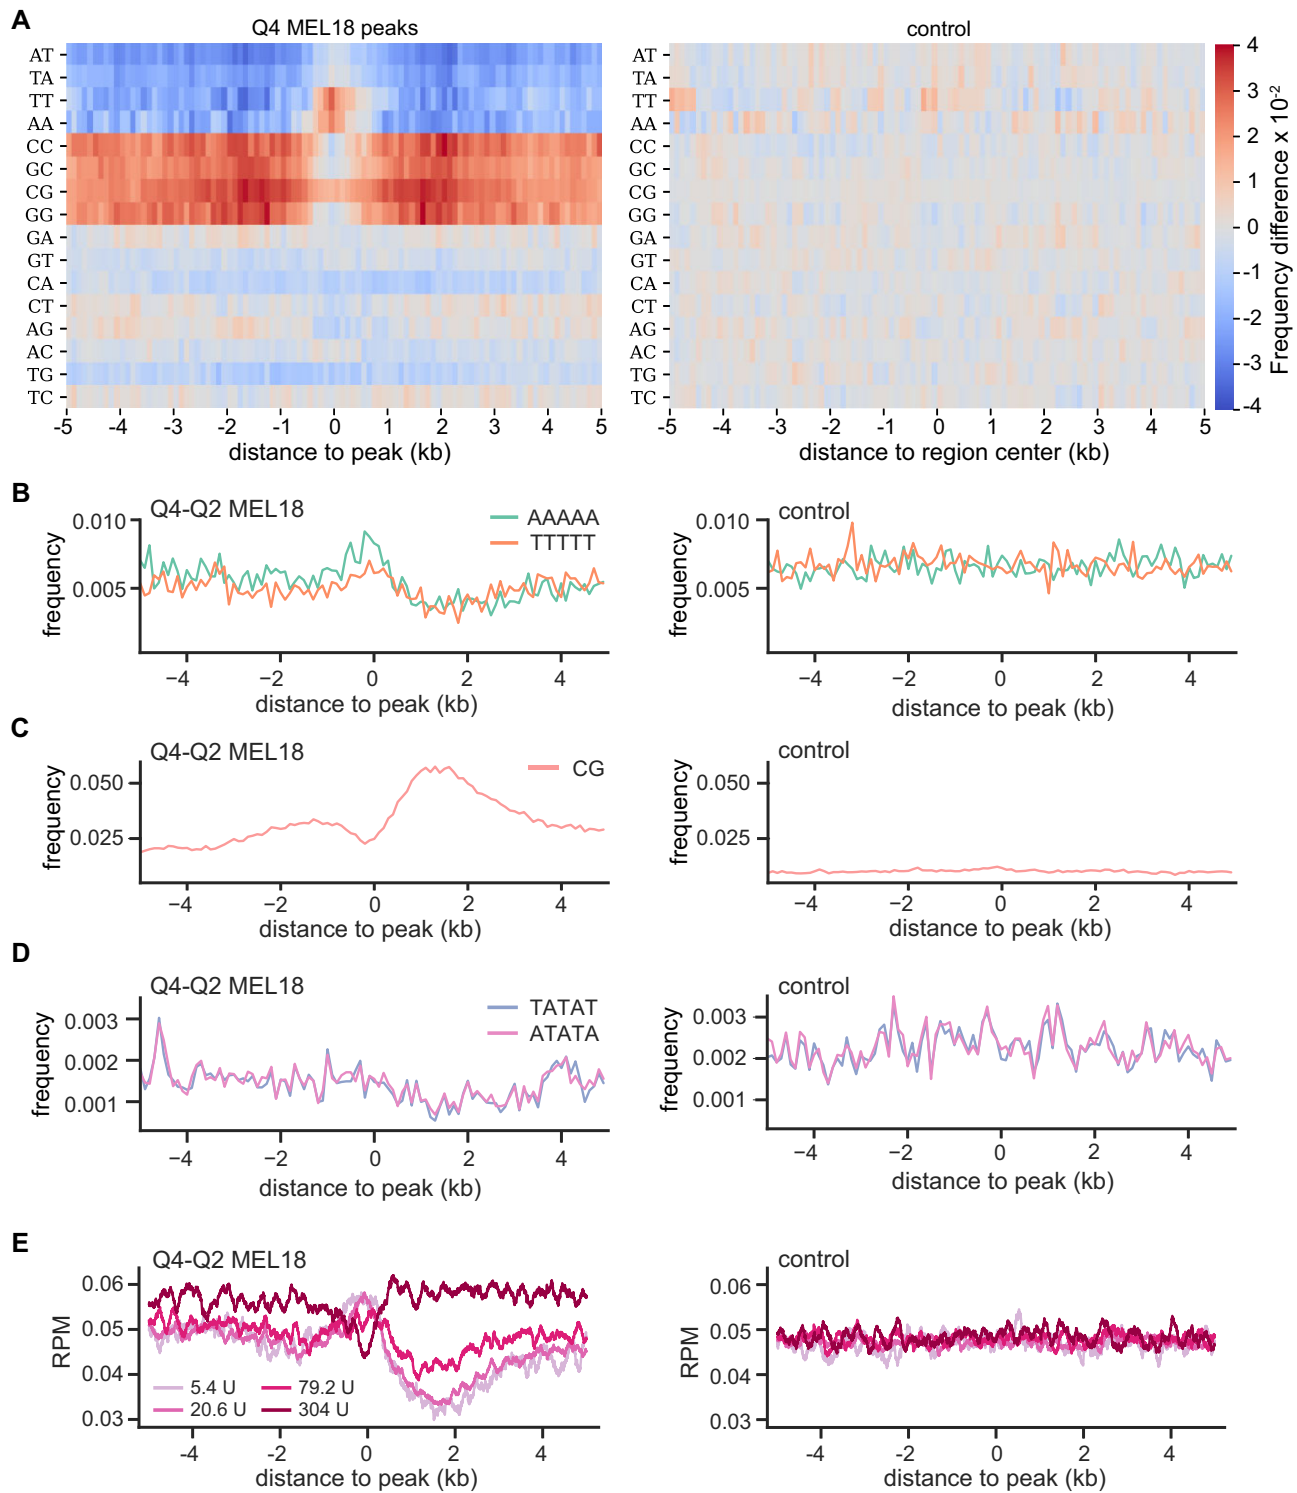 A
Q4 MEL18 peaks
control
AT
TA
TT
AA
CC
GC
CG
GG
GA
GT
CA
CT
AG
AC
TG
TC
-5 -4 -3 -2 -1 0 1 2 3 4 5
distance to peak (kb)
AT
TA
TT
AA
CC
GC
CG
GG
GA
GT
CA
CT
AG
AC
TG
TC
-5 -4 -3 -2 -1 0 1 2 3 4 5
distance to region center (kb)
4
3
2
1
0
-1
-2
-3
-4
Frequency difference x 10-2
B
Q4-Q2 MEL18
AAAAA
TTTTT
0.010
0.005
frequency
−4 −2 0 2 4
distance to peak (kb)
control
0.010
0.005
frequency
−4 −2 0 2 4
distance to peak (kb)
C
Q4-Q2 MEL18
CG
0.050
0.025
frequency
−4 −2 0 2 4
distance to peak (kb)
control
0.050
0.025
frequency
−4 −2 0 2 4
distance to peak (kb)
D
Q4-Q2 MEL18
TATAT
ATATA
0.003
0.002
0.001
frequency
−4 −2 0 2 4
distance to peak (kb)
control
0.003
0.002
0.001
frequency
−4 −2 0 2 4
distance to peak (kb)
E
Q4-Q2 MEL18
0.06
0.05
0.04
0.03
RPM
5.4 U 79.2 U
20.6 U 304 U
-4 -2 0 2 4
distance to peak (kb)
control
0.06
0.05
0.04
0.03
RPM
-4 -2 0 2 4
distance to peak (kb)